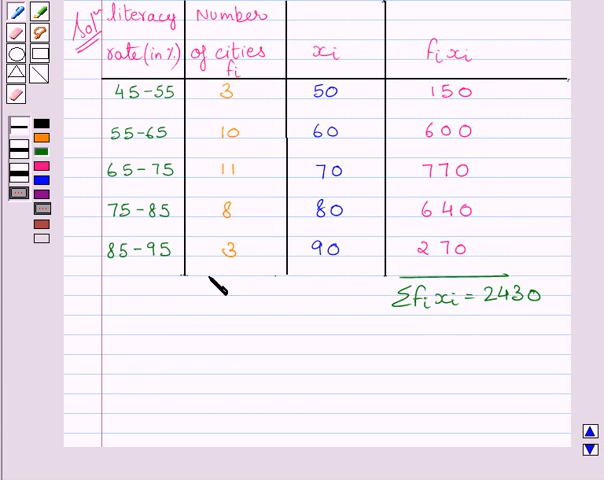 Solⁿ literacy Number
rate(in %) of cities xi fixi
fi
45-55 3 50 150
55-65 10 60 600
65-75 11 70 770
75-85 8 80 640
85-95 3 90 270
Σfixi = 2430